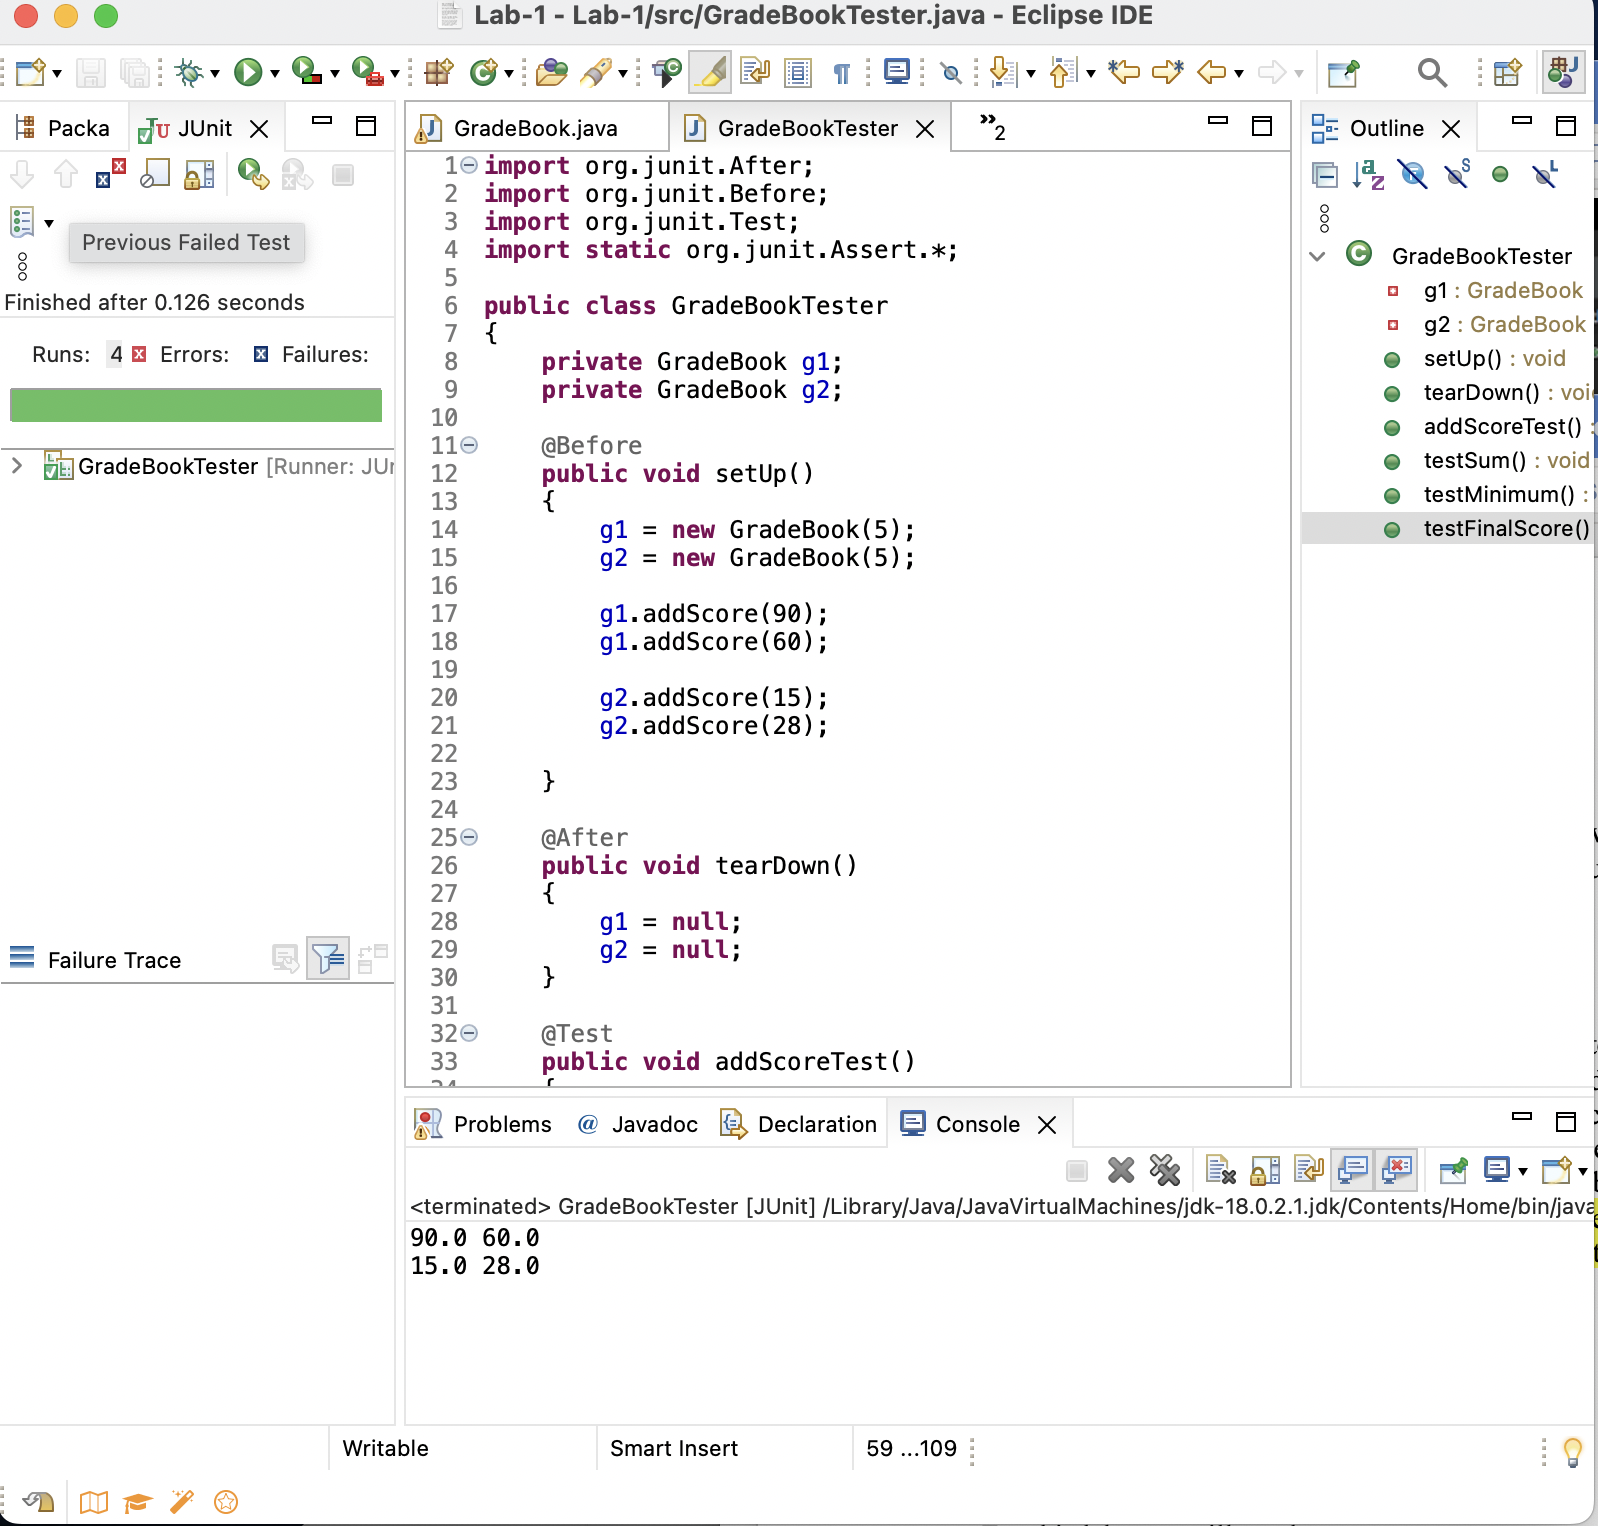 Lab-1 - Lab-1/src/GradeBookTester.java - Eclipse IDE
Packa
JUnit
Previous Failed Test
Finished after 0.126 seconds
Runs: 4 Errors: Failures:
GradeBookTester [Runner: JUr
Failure Trace
GradeBook.java
GradeBookTester
»2
1 import org.junit.After;
2 import org.junit.Before;
3 import org.junit.Test;
4 import static org.junit.Assert.*;
5
6 public class GradeBookTester
7 {
8 private GradeBook g1;
9 private GradeBook g2;
10
11 @Before
12 public void setUp()
13 {
14 g1 = new GradeBook(5);
15 g2 = new GradeBook(5);
16
17 g1.addScore(90);
18 g1.addScore(60);
19
20 g2.addScore(15);
21 g2.addScore(28);
22
23 }
24
25 @After
26 public void tearDown()
27 {
28 g1 = null;
29 g2 = null;
30 }
31
32 @Test
33 public void addScoreTest()
34 {
Outline
GradeBookTester
g1 : GradeBook
g2 : GradeBook
setUp() : void
tearDown() : voi
addScoreTest() :
testSum() : void
testMinimum() :
testFinalScore()
Problems
@ Javadoc
Declaration
Console
<terminated> GradeBookTester [JUnit] /Library/Java/JavaVirtualMachines/jdk-18.0.2.1.jdk/Contents/Home/bin/java
90.0 60.0
15.0 28.0
Writable
Smart Insert
59 ...109